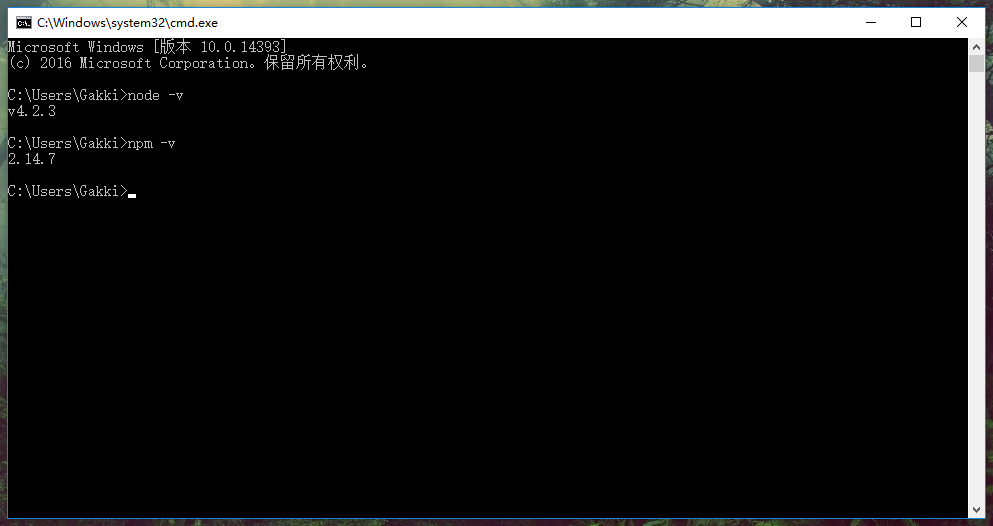 C:\Windows\system32\cmd.exe
Microsoft Windows [版本 10.0.14393]
(c) 2016 Microsoft Corporation。保留所有权利。
C:\Users\Gakki>node -v
v4.2.3
C:\Users\Gakki>npm -v
2.14.7
C:\Users\Gakki>